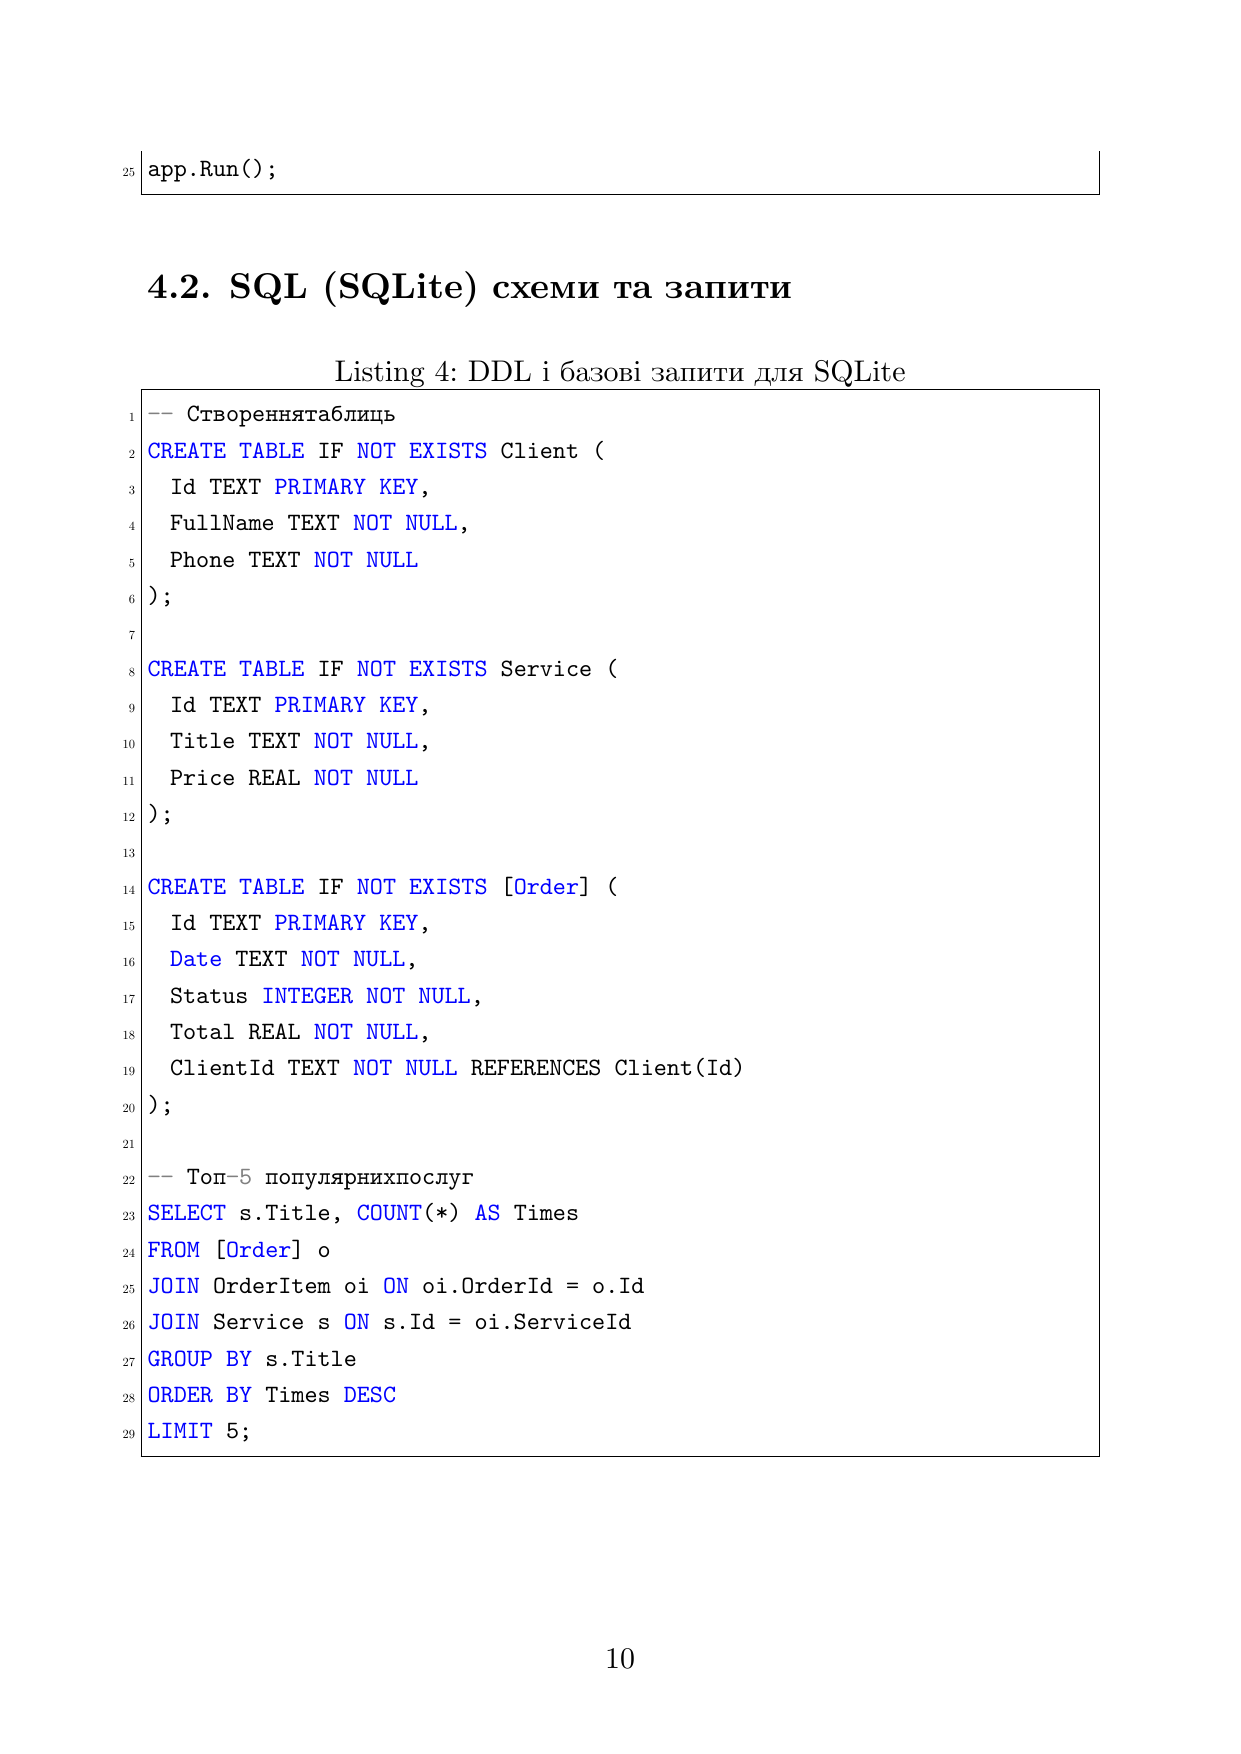 25 app.Run();
4.2. SQL (SQLite) схеми та запити
Listing 4: DDL і базові запити для SQLite
1 -- Створеннятаблиць
2 CREATE TABLE IF NOT EXISTS Client (
3 Id TEXT PRIMARY KEY,
4 FullName TEXT NOT NULL,
5 Phone TEXT NOT NULL
6 );
7
8 CREATE TABLE IF NOT EXISTS Service (
9 Id TEXT PRIMARY KEY,
10 Title TEXT NOT NULL,
11 Price REAL NOT NULL
12 );
13
14 CREATE TABLE IF NOT EXISTS [Order] (
15 Id TEXT PRIMARY KEY,
16 Date TEXT NOT NULL,
17 Status INTEGER NOT NULL,
18 Total REAL NOT NULL,
19 ClientId TEXT NOT NULL REFERENCES Client(Id)
20 );
21
22 -- Топ-5 популярнихпослуг
23 SELECT s.Title, COUNT(*) AS Times
24 FROM [Order] o
25 JOIN OrderItem oi ON oi.OrderId = o.Id
26 JOIN Service s ON s.Id = oi.ServiceId
27 GROUP BY s.Title
28 ORDER BY Times DESC
29 LIMIT 5;
10